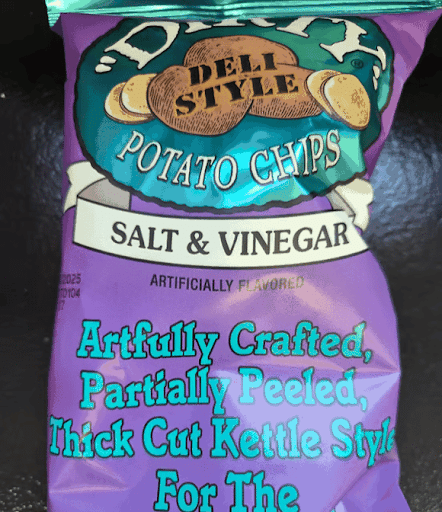 "DIRTY"
®
DELI
STYLE
POTATO CHIPS
SALT & VINEGAR
ARTIFICIALLY FLAVORED
Artfully Crafted,
Partially Peeled,
Thick Cut Kettle Style
For The